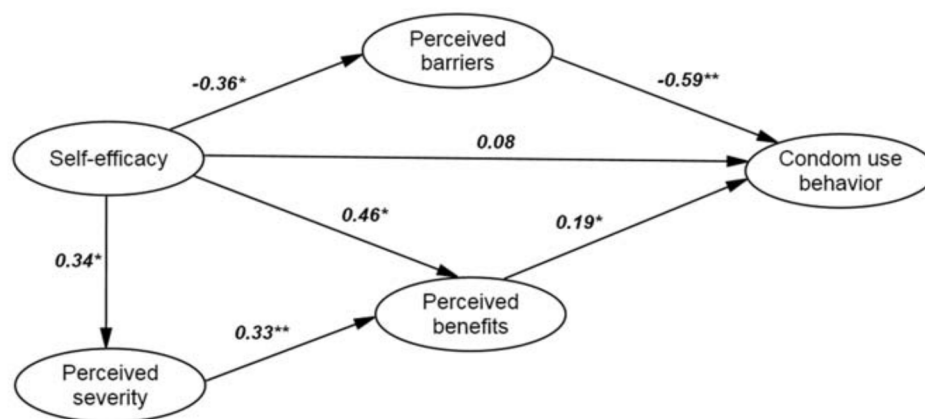 Perceived
barriers
-0.36*
-0.59**
Self-efficacy
0.08
Condom use
behavior
0.46*
0.19*
0.34*
Perceived
benefits
0.33**
Perceived
severity